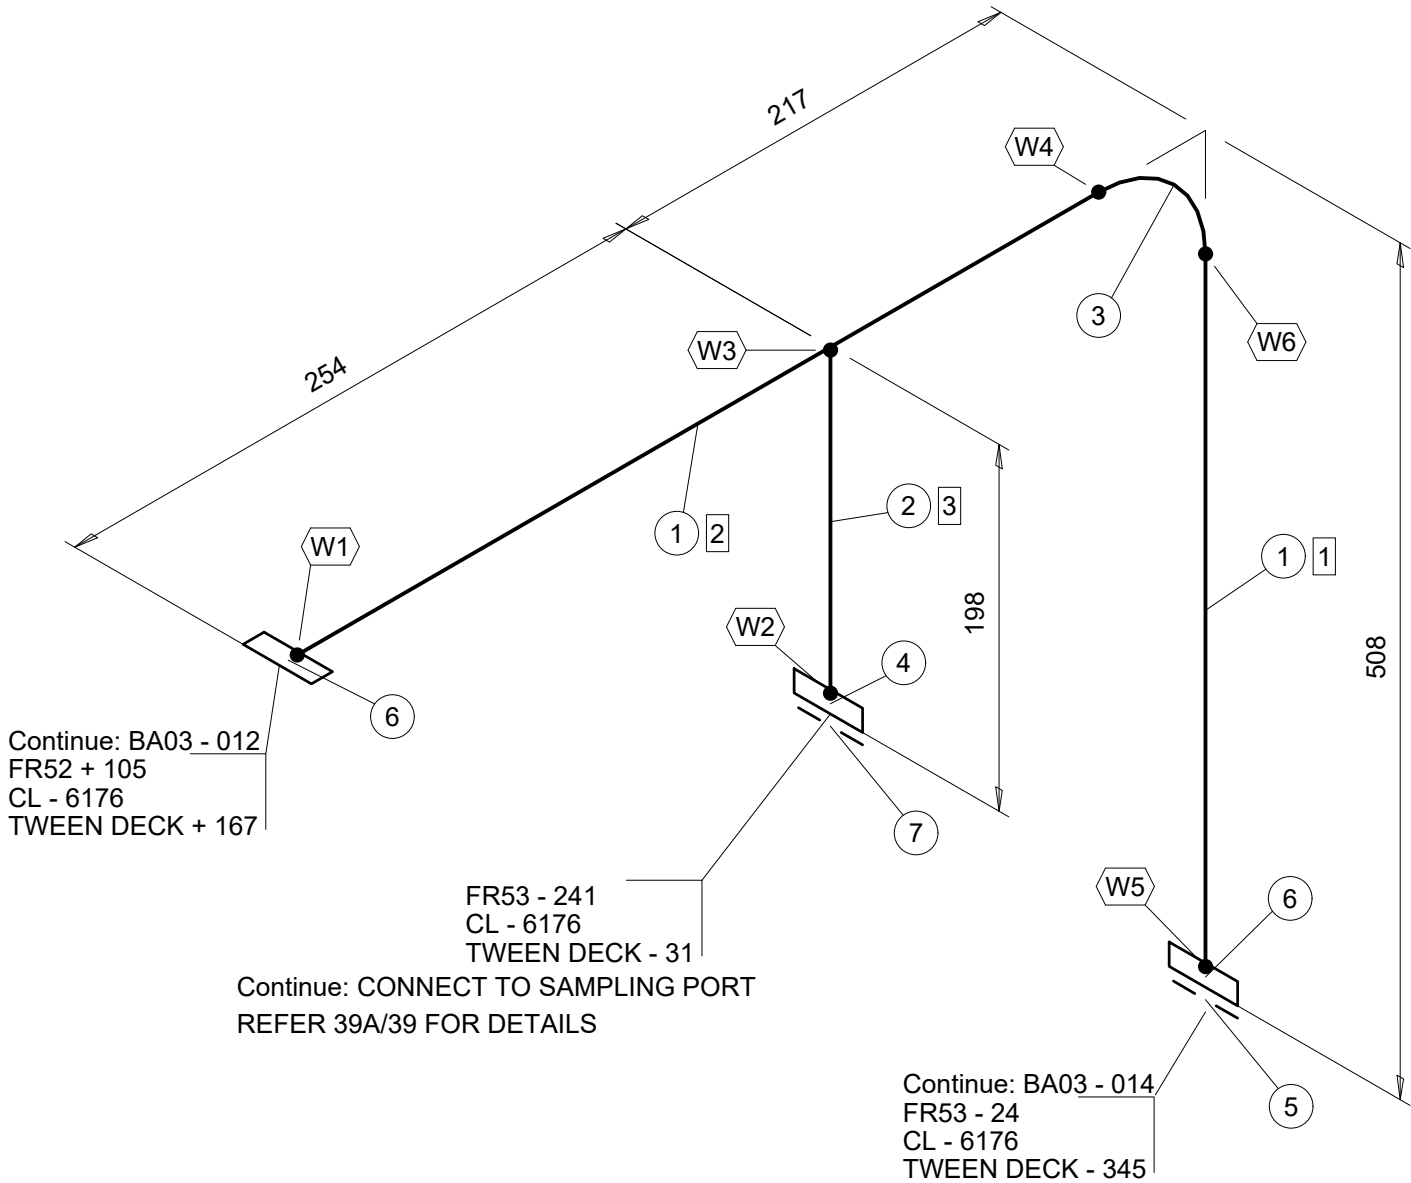 217
W4
3
W6
W3
254
2 3
1 2
W1
1 1
198
W2
508
4
6
Continue: BA03 - 012
FR52 + 105
CL - 6176
TWEEN DECK + 167
7
W5
6
FR53 - 241
CL - 6176
TWEEN DECK - 31
Continue: CONNECT TO SAMPLING PORT
REFER 39A/39 FOR DETAILS
Continue: BA03 - 014
FR53 - 24
CL - 6176
TWEEN DECK - 345
5